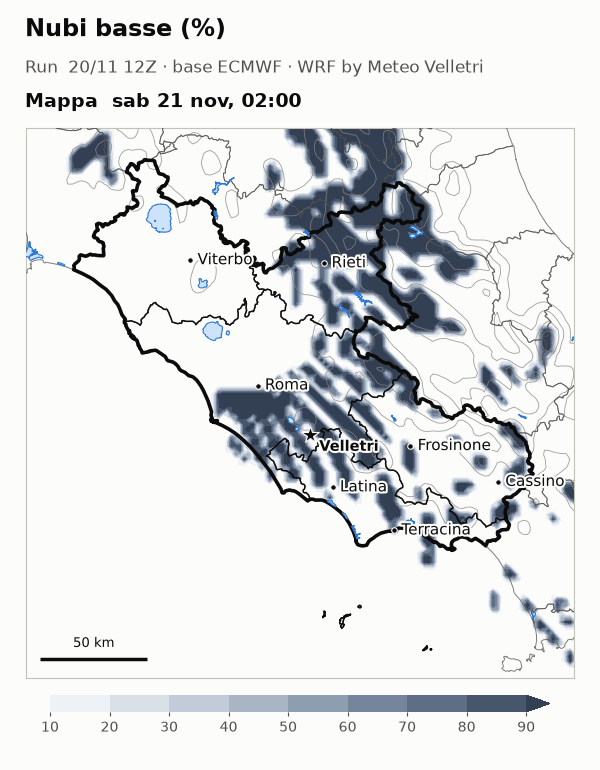 Nubi basse (%)
Run  20/11 12Z · base ECMWF · WRF by Meteo Velletri
Mappa  sab 21 nov, 02:00
Viterbo
Rieti
Roma
Velletri
Frosinone
Latina
Cassino
Terracina
50 km
10 20 30 40 50 60 70 80 90